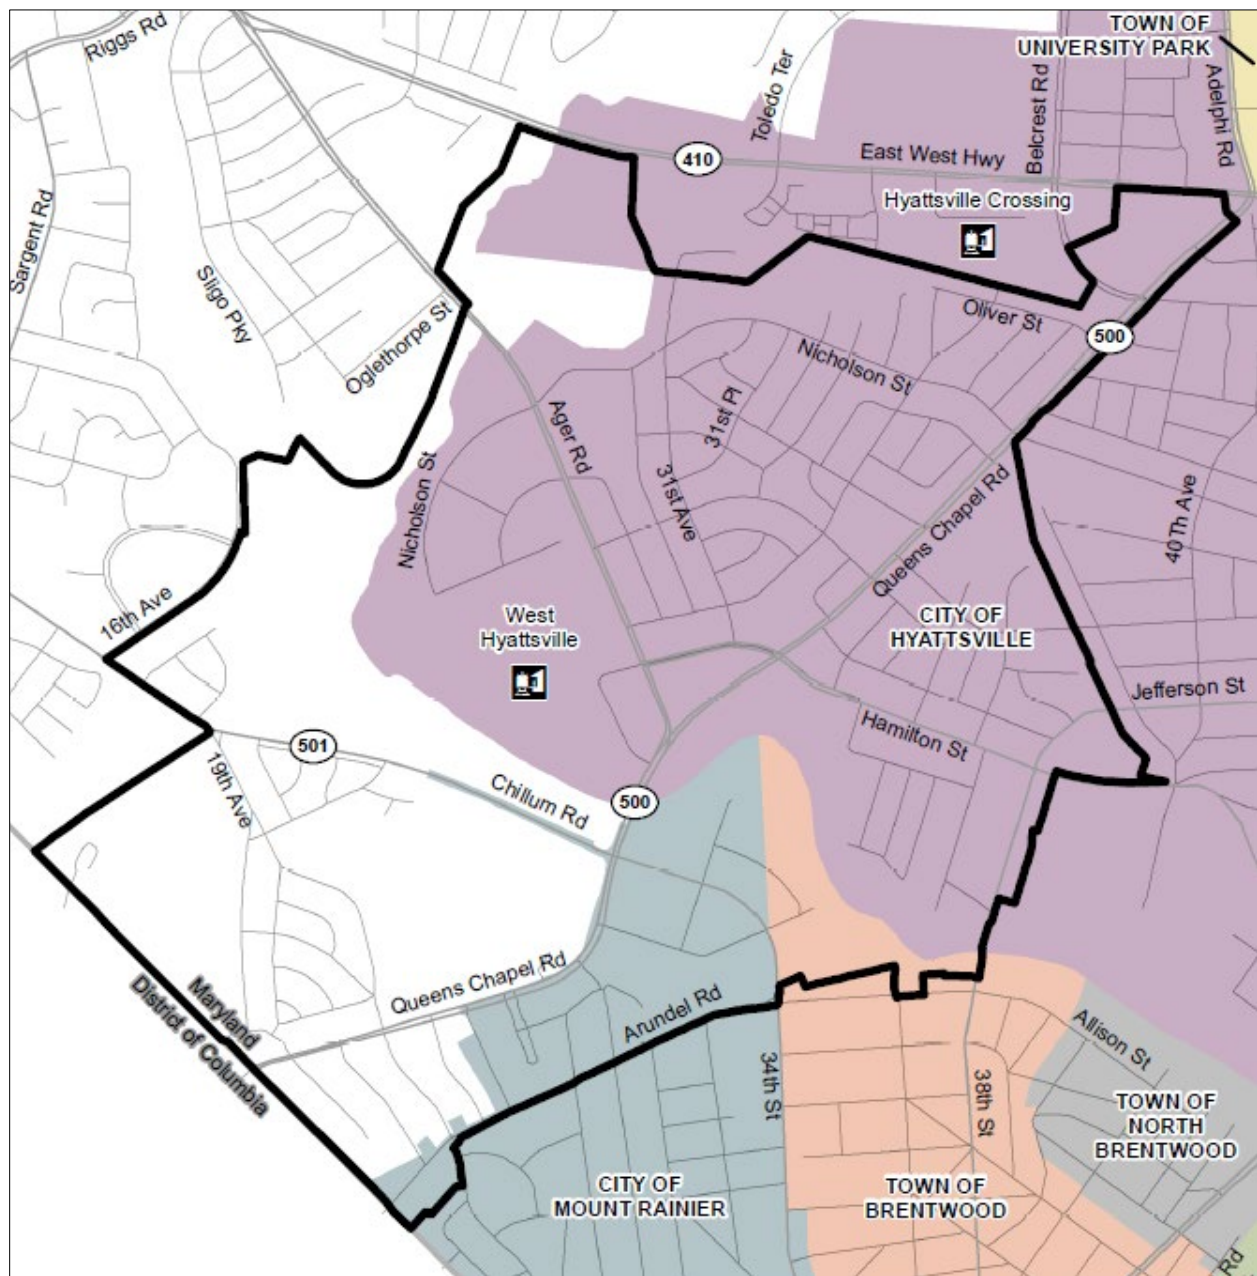 Riggs Rd
TOWN OF
UNIVERSITY PARK
Toledo Ter
Belcrest Rd
Adelphi Rd
410
East West Hwy
Hyattsville Crossing
Sargent Rd
Sligo Pky
Oglethorpe St
Oliver St
500
Nicholson St
31st Pl
Ager Rd
31st Ave
Nicholson St
Queens Chapel Rd
40Th Ave
16th Ave
West
Hyattsville
CITY OF
HYATTSVILLE
Jefferson St
Hamilton St
501
19th Ave
Chillum Rd
500
Queens Chapel Rd
Maryland
District of Columbia
Arundel Rd
34th St
38th St
Allison St
TOWN OF
NORTH
BRENTWOOD
CITY OF
MOUNT RAINIER
TOWN OF
BRENTWOOD
Rd